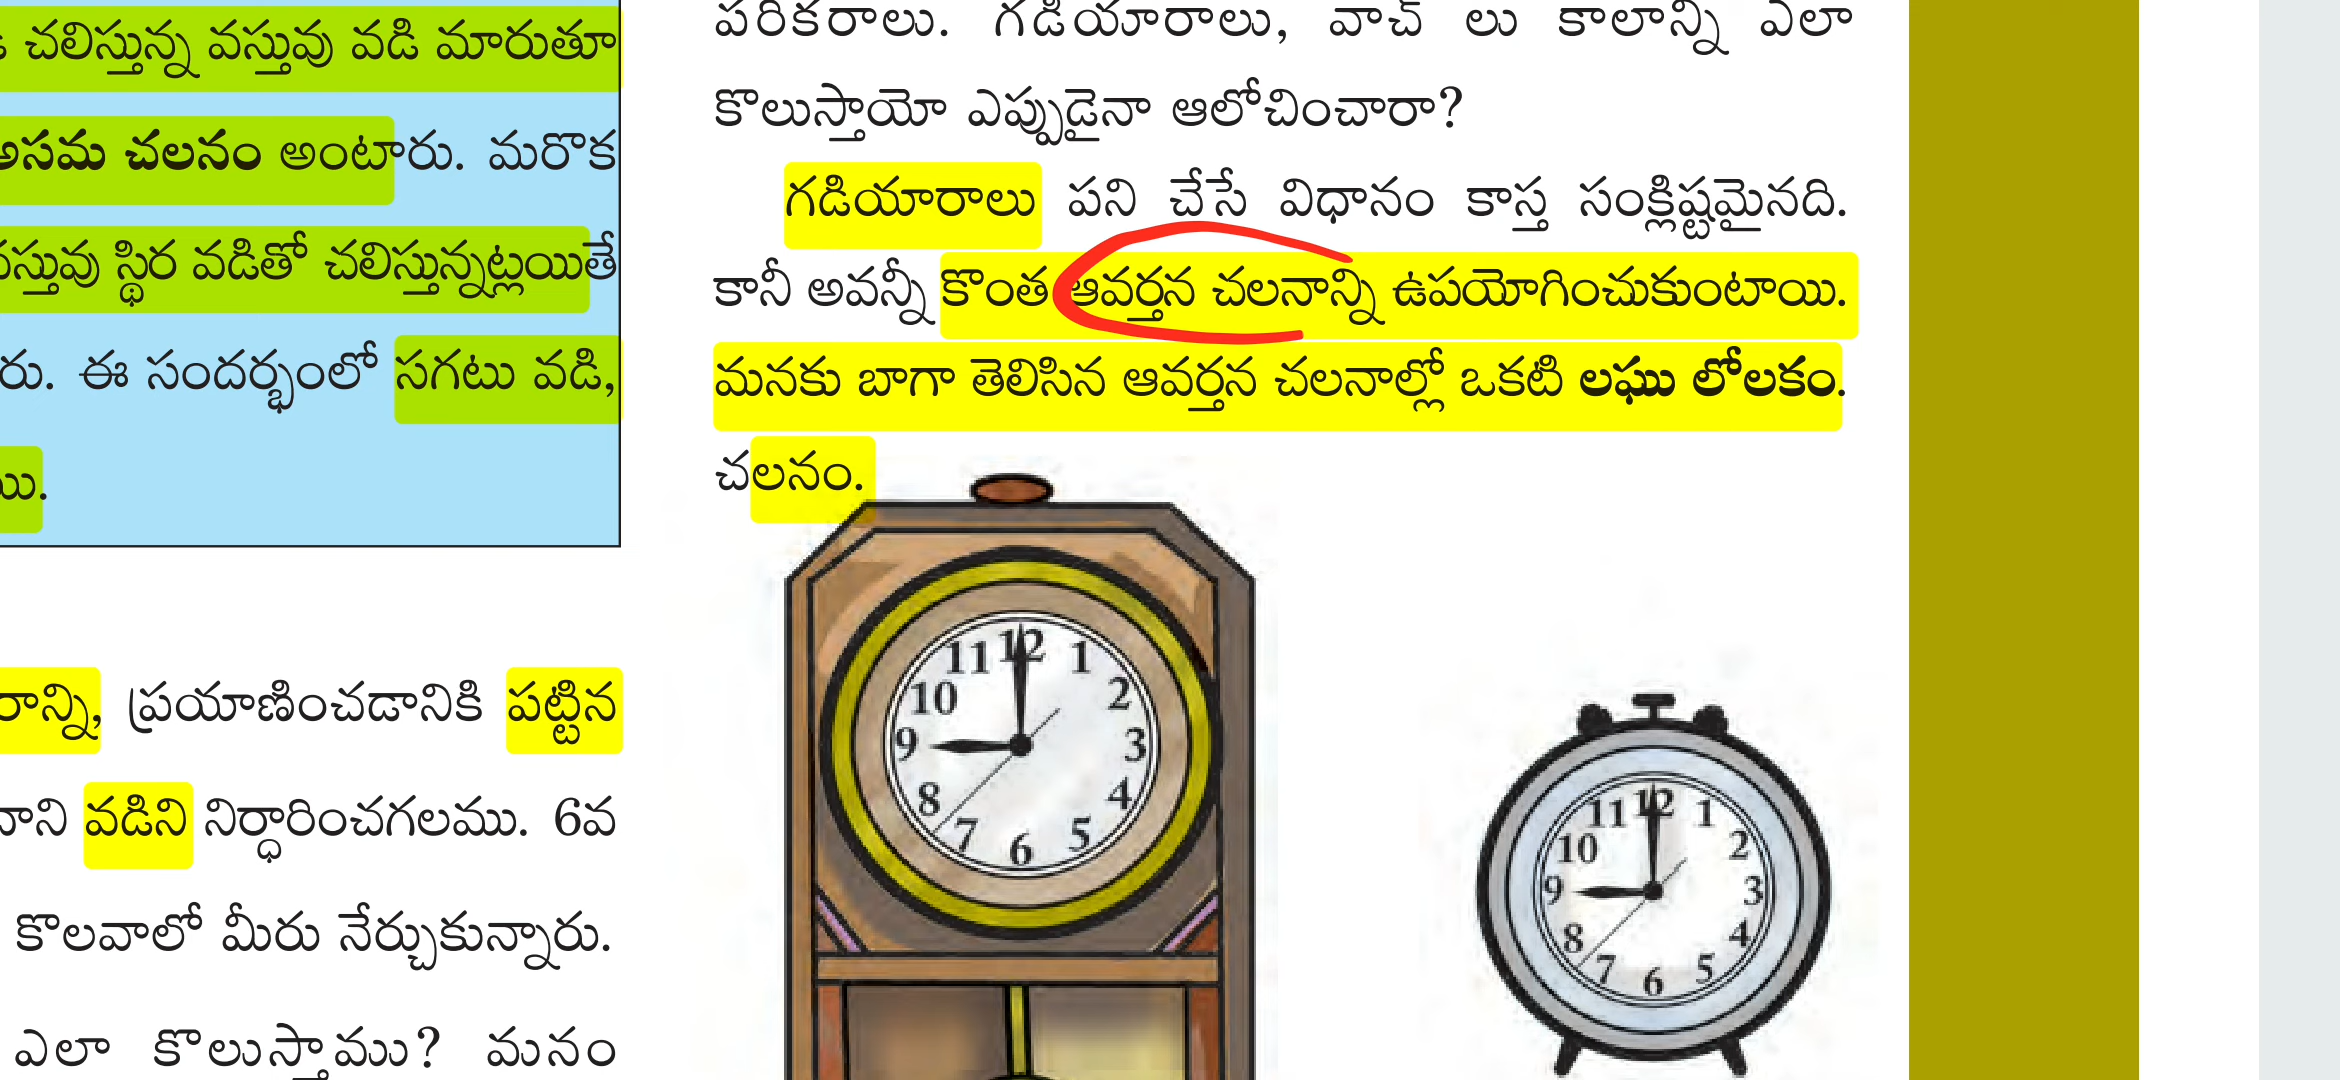 చలిస్తున్న వస్తువు వడి మారుతూ
అసమ చలనం అంటారు. మరొక
వస్తువు స్థిర వడితో చలిస్తున్నట్లయితే
రు. ఈ సందర్భంలో సగటు వడి,
ప్రయాణించడానికి పట్టిన
వడిని నిర్ధారించగలము. 6వ
కొలవాలో మీరు నేర్చుకున్నారు.
ఎలా కొలుస్తాము? మనం
పరికరాలు. గడియారాలు, వాచ్ లు కాలాన్ని ఎలా
కొలుస్తాయో ఎప్పుడైనా ఆలోచించారా?
గడియారాలు పని చేసే విధానం కాస్త సంక్లిష్టమైనది.
కానీ అవన్నీ కొంత ఆవర్తన చలనాన్ని ఉపయోగించుకుంటాయి.
మనకు బాగా తెలిసిన ఆవర్తన చలనాల్లో ఒకటి లఘు లోలకం.
చలనం.
12
1
2
3
4
5
6
7
8
9
10
11
12
1
2
3
4
5
6
7
8
9
10
11